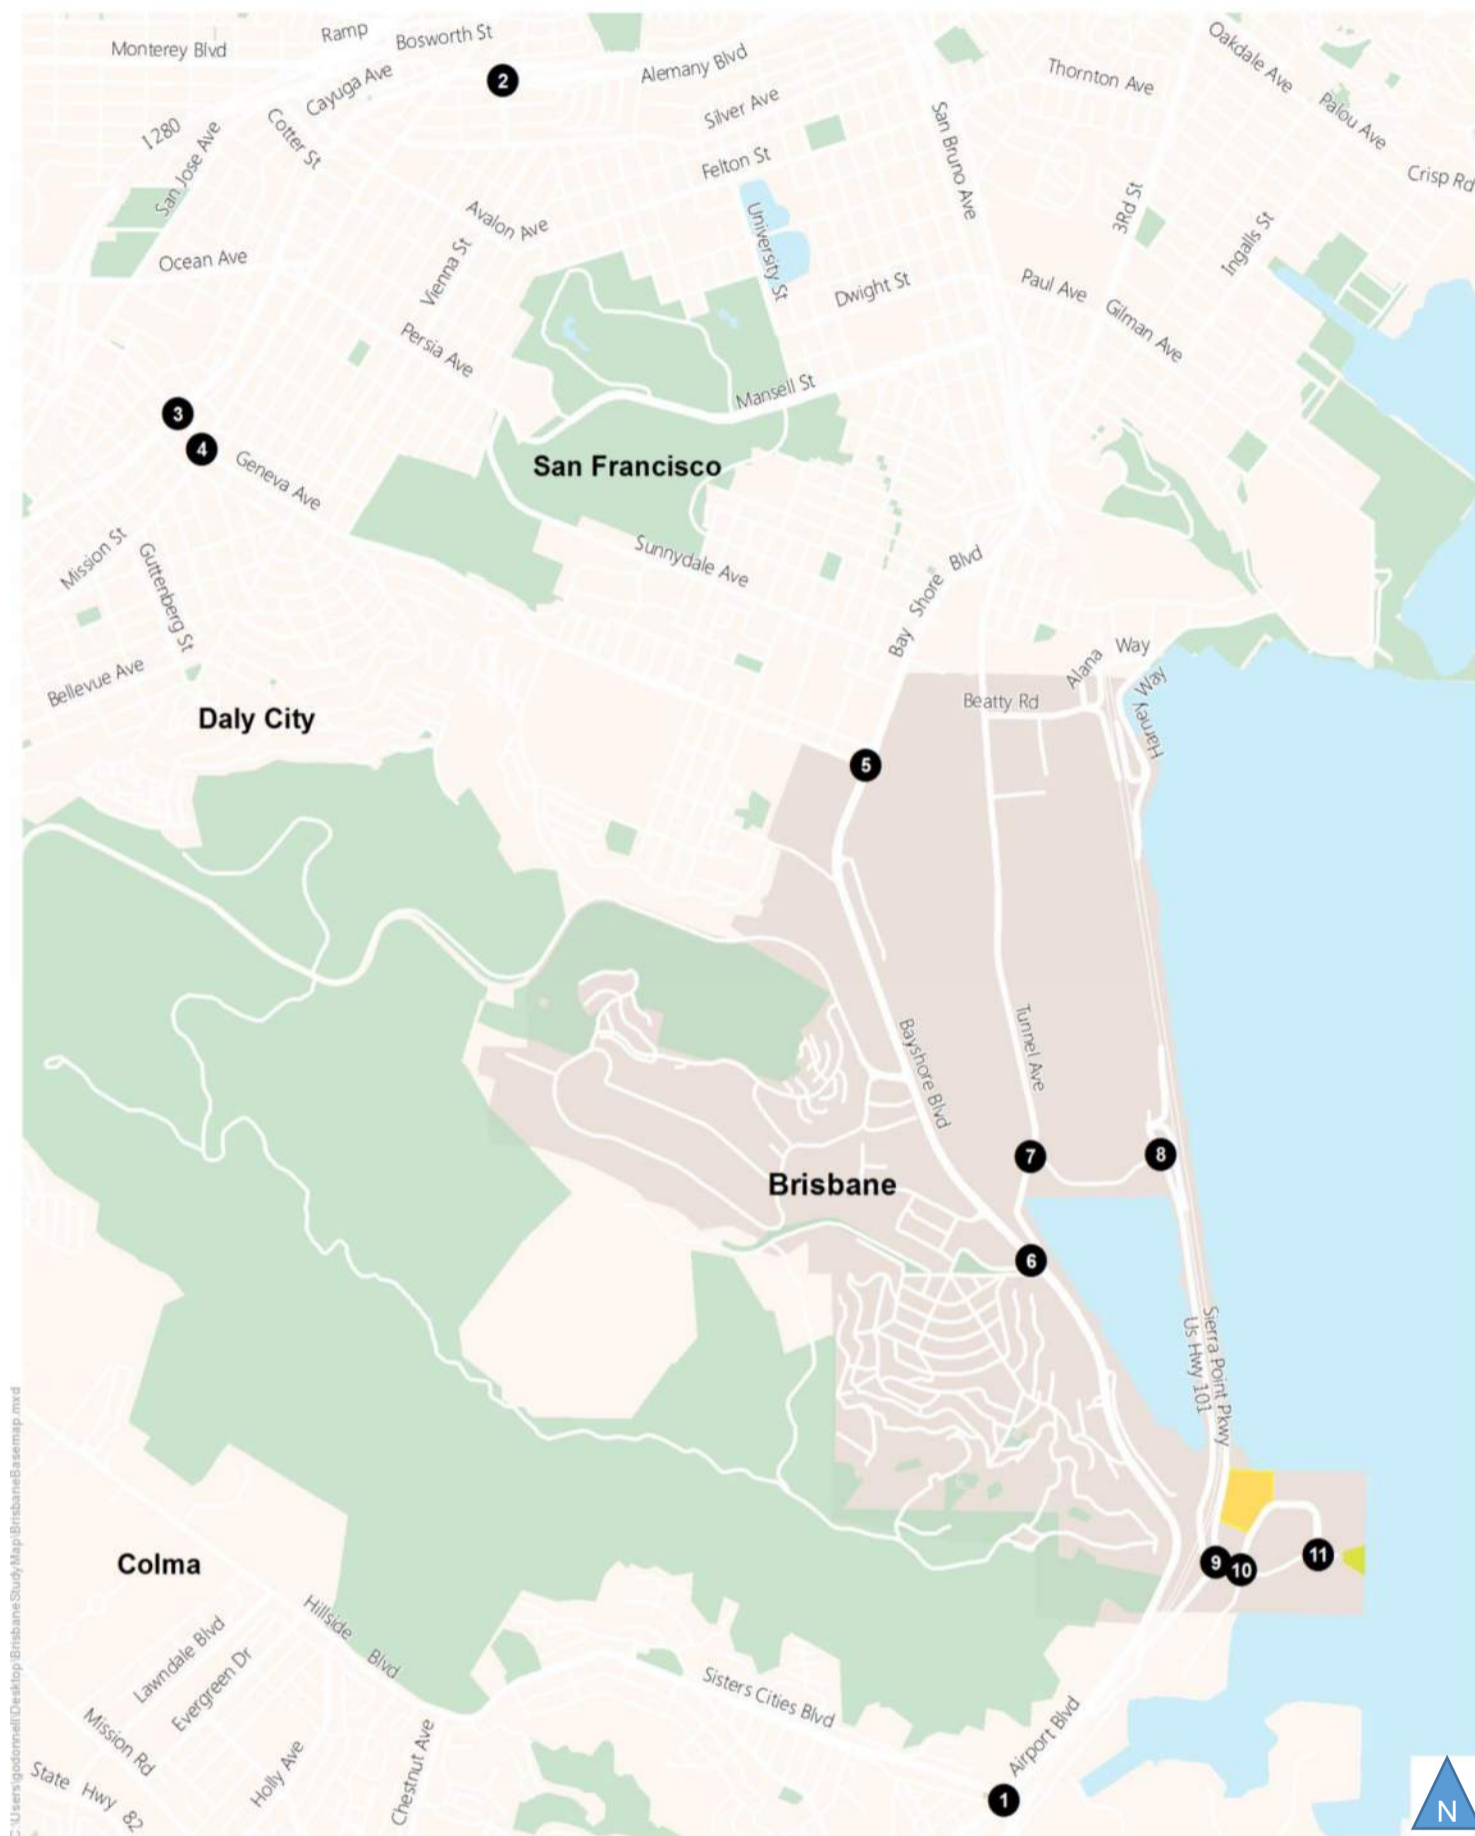 Monterey Blvd
Ramp
Bosworth St
Cayuga Ave
2
Alemany Blvd
Oakdale Ave
Thornton Ave
Palou Ave
Silver Ave
I 280
Cotter St
San Jose Ave
San Bruno Ave
Felton St
Crisp Rd
Avalon Ave
University St
3Rd St
Ingalls St
Ocean Ave
Vienna St
Dwight St
Paul Ave
Gilman Ave
Persia Ave
Mansell St
3
4
Geneva Ave
San Francisco
Mission St
Guttenberg St
Sunnydale Ave
Bay Shore Blvd
Bellevue Ave
Alana Way
Harney Way
Beatty Rd
Daly City
5
Tunnel Ave
Bayshore Blvd
7
8
Brisbane
6
Sierra Point Pkwy
Us Hwy 101
9
10
11
Colma
Hillside Blvd
Lawndale Blvd
Evergreen Dr
Sisters Cities Blvd
Mission Rd
Airport Blvd
Holly Ave
Chestnut Ave
State Hwy 82
1
N
C:\Users\godonnell\Desktop\BrisbaneStudyMap\BrisbaneBasemap.mxd